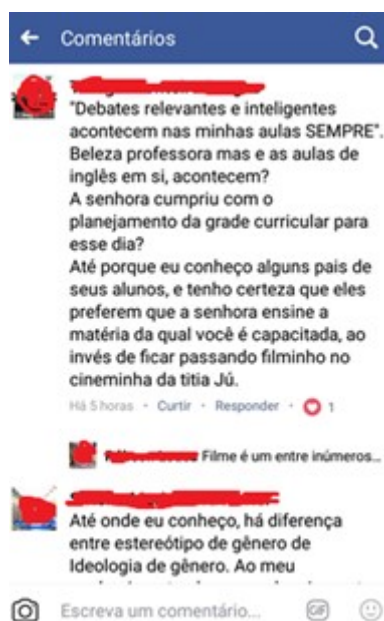 Comentários
"Debates relevantes e inteligentes
acontecem nas minhas aulas SEMPRE".
Beleza professora mas e as aulas de
inglês em si, acontecem?
A senhora cumpriu com o
planejamento da grade curricular para
esse dia?
Até porque eu conheço alguns pais de
seus alunos, e tenho certeza que eles
preferem que a senhora ensine a
matéria da qual você é capacitada, ao
invés de ficar passando filminho no
cineminha da titia Jú.
Há 5 horas · Curtir · Responder · 1
Filme é um entre inúmeros...
Até onde eu conheço, há diferença
entre estereótipo de gênero de
Ideologia de gênero. Ao meu
Escreva um comentário...
GIF